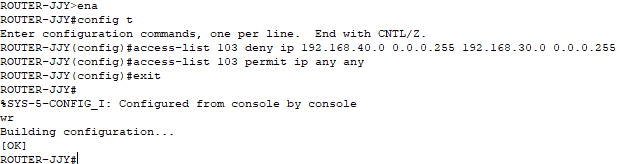 ROUTER-JJY>ena
ROUTER-JJY#config t
Enter configuration commands, one per line.  End with CNTL/Z.
ROUTER-JJY(config)#access-list 103 deny ip 192.168.40.0 0.0.0.255 192.168.30.0 0.0.0.255
ROUTER-JJY(config)#access-list 103 permit ip any any
ROUTER-JJY(config)#exit
ROUTER-JJY#
%SYS-5-CONFIG_I: Configured from console by console
wr
Building configuration...
[OK]
ROUTER-JJY#